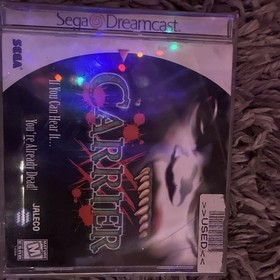 Sega Dreamcast
SEGA
CARRIER
If You Can Hear It...
You're Already Dead!
JALECO
M
>>USED<<